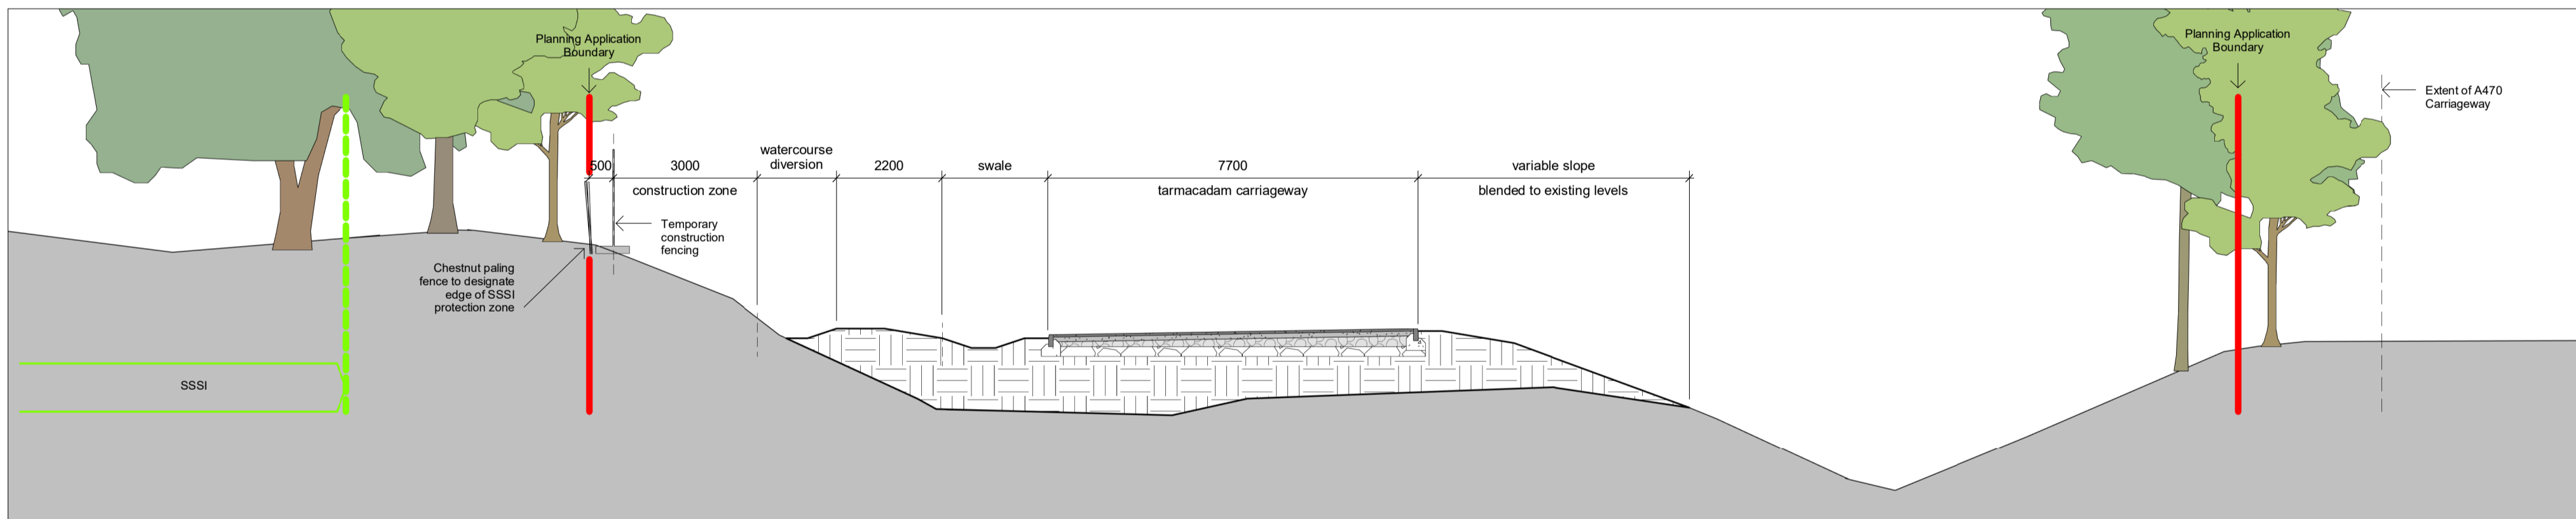 Planning Application
Boundary
Planning Application
Boundary
Extent of A470
Carriageway
500
3000
watercourse
diversion
2200
swale
7700
variable slope
construction zone
tarmacadam carriageway
blended to existing levels
Temporary
construction
fencing
Chestnut paling
fence to designate
edge of SSSI
protection zone
SSSI